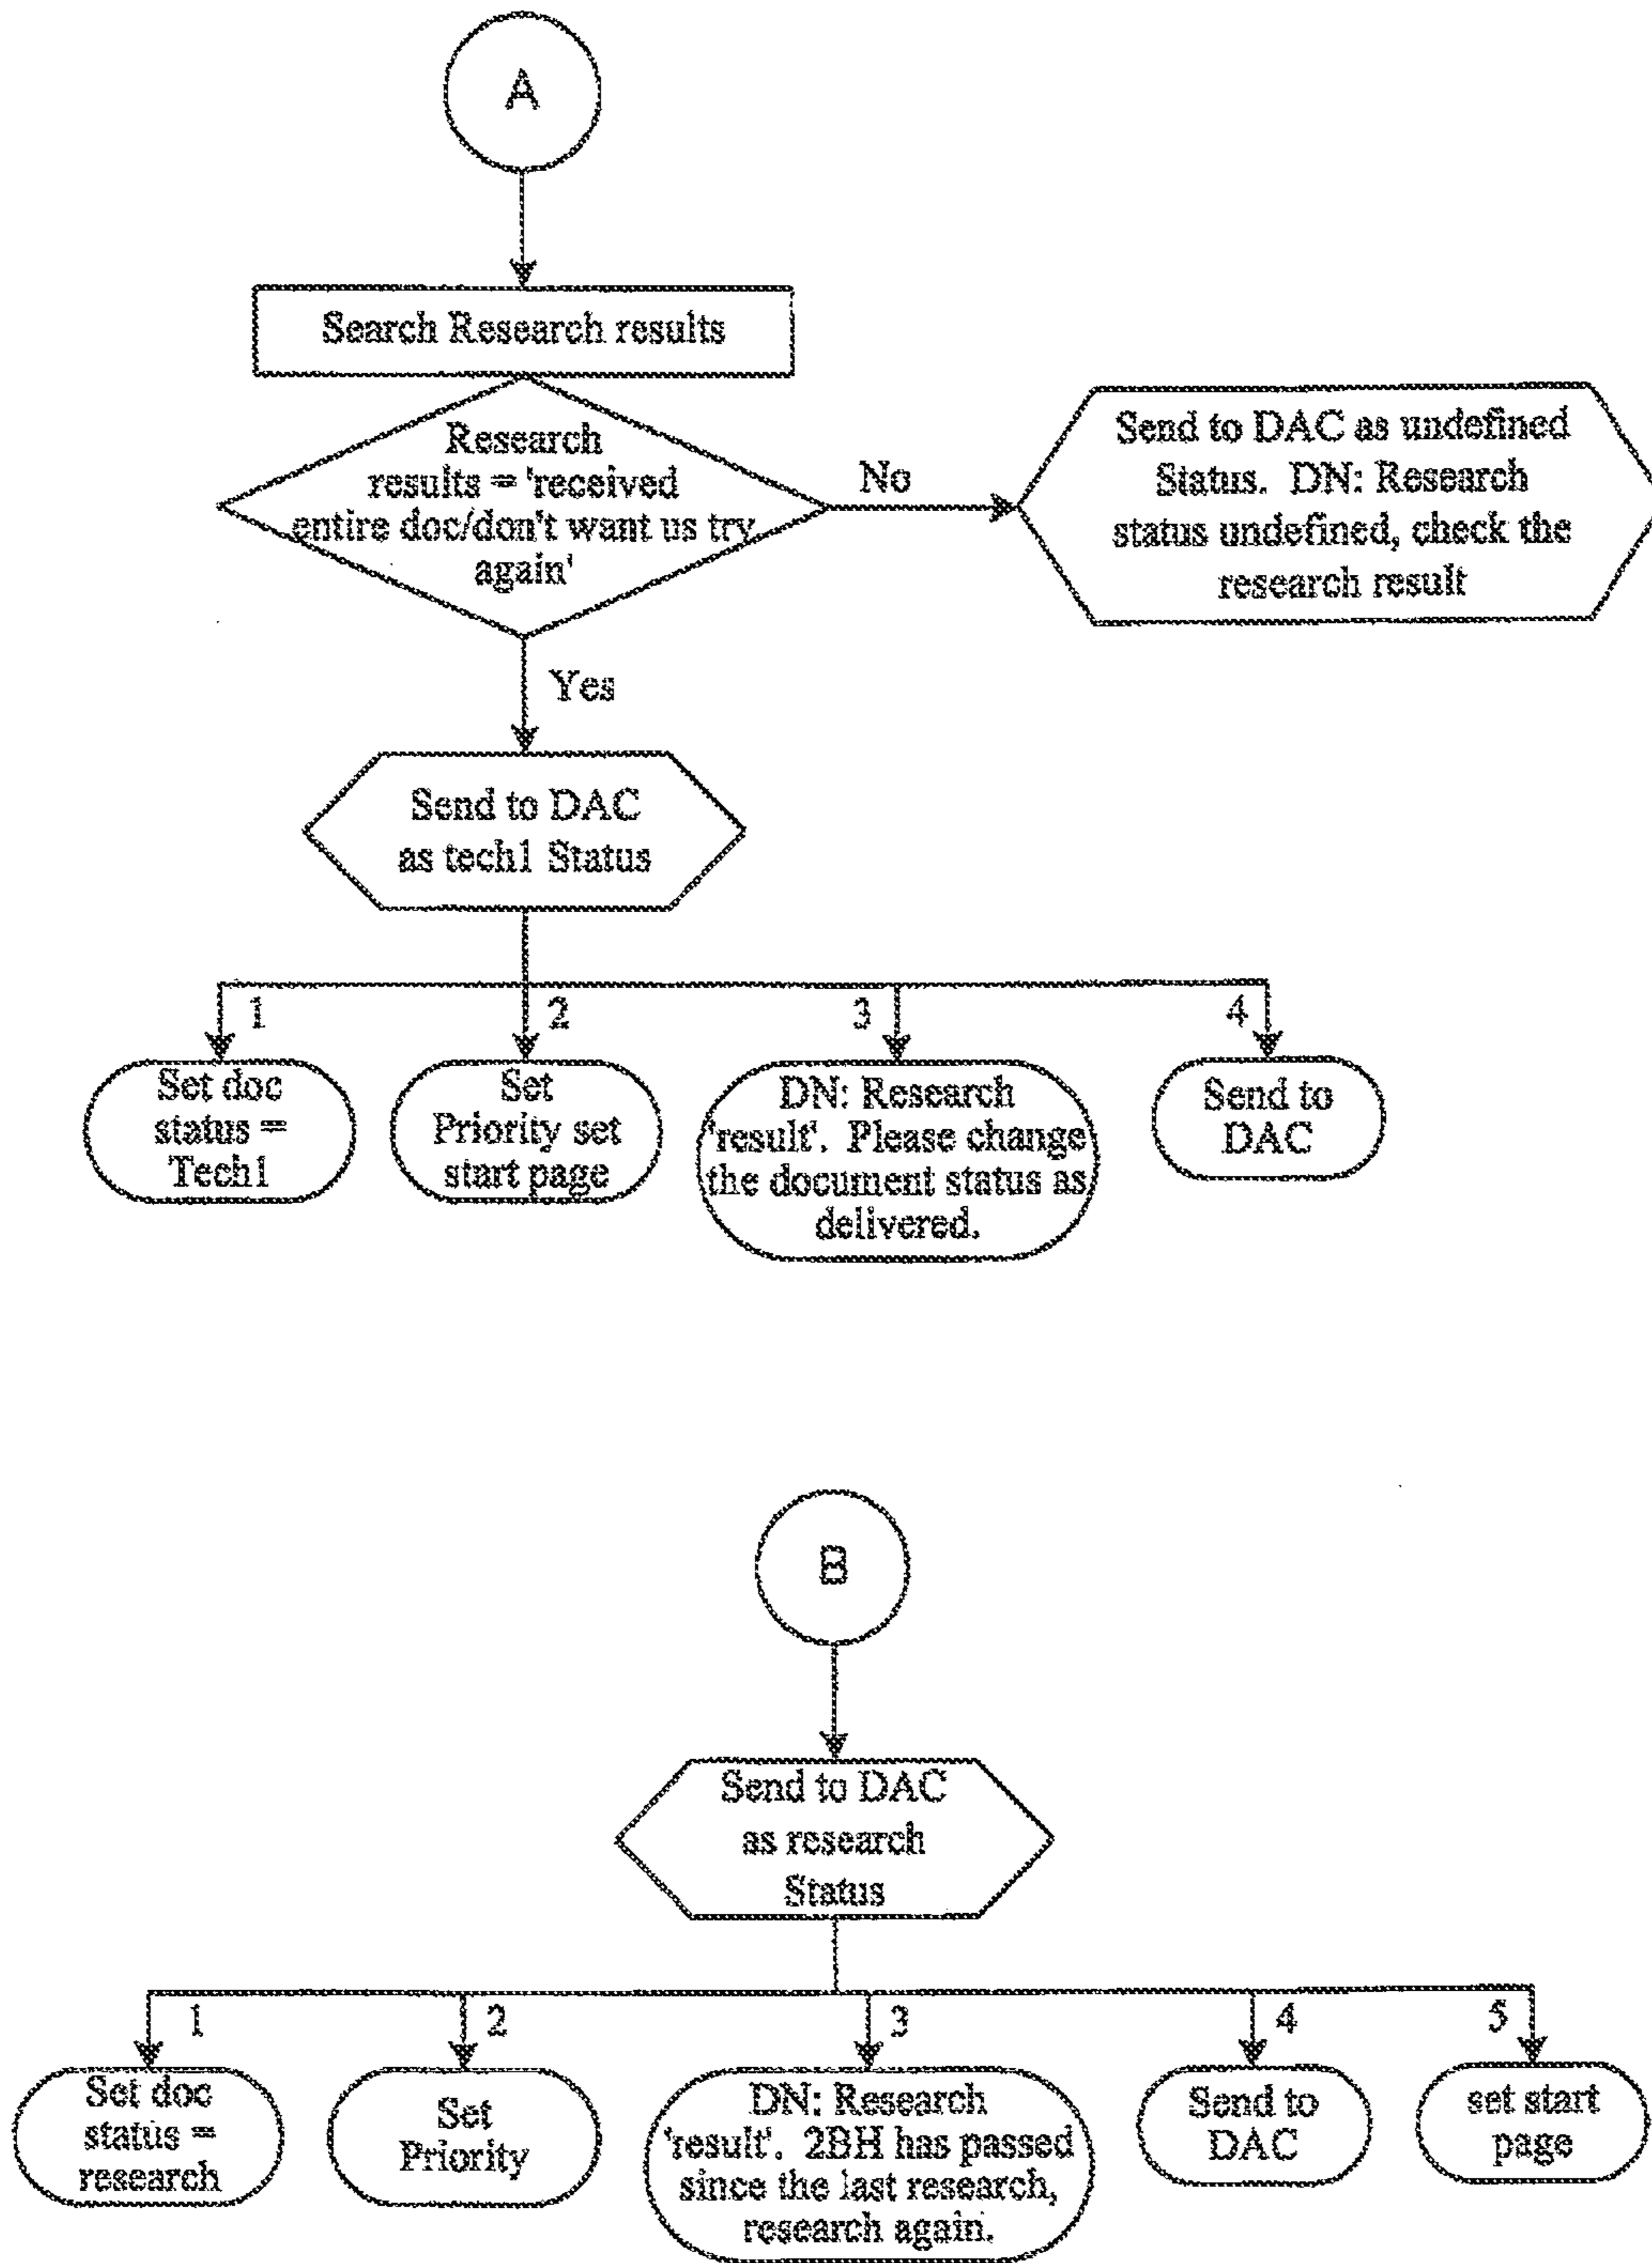 A
Search Research results
Research
results = 'received
entire doc/don't want us try
again'
No
Send to DAC as undefined
Status. DN: Research
status undefined, check the
research result
Yes
Send to DAC
as tech1 Status
1
2
3
4
Set doc
status =
Tech1
Set
Priority set
start page
DN: Research
'result'. Please change
the document status as
delivered.
Send to
DAC
B
Send to DAC
as research
Status
1
2
3
4
5
Set doc
status =
research
Set
Priority
DN: Research
'result'. 2BH has passed
since the last research,
research again.
Send to
DAC
set start
page